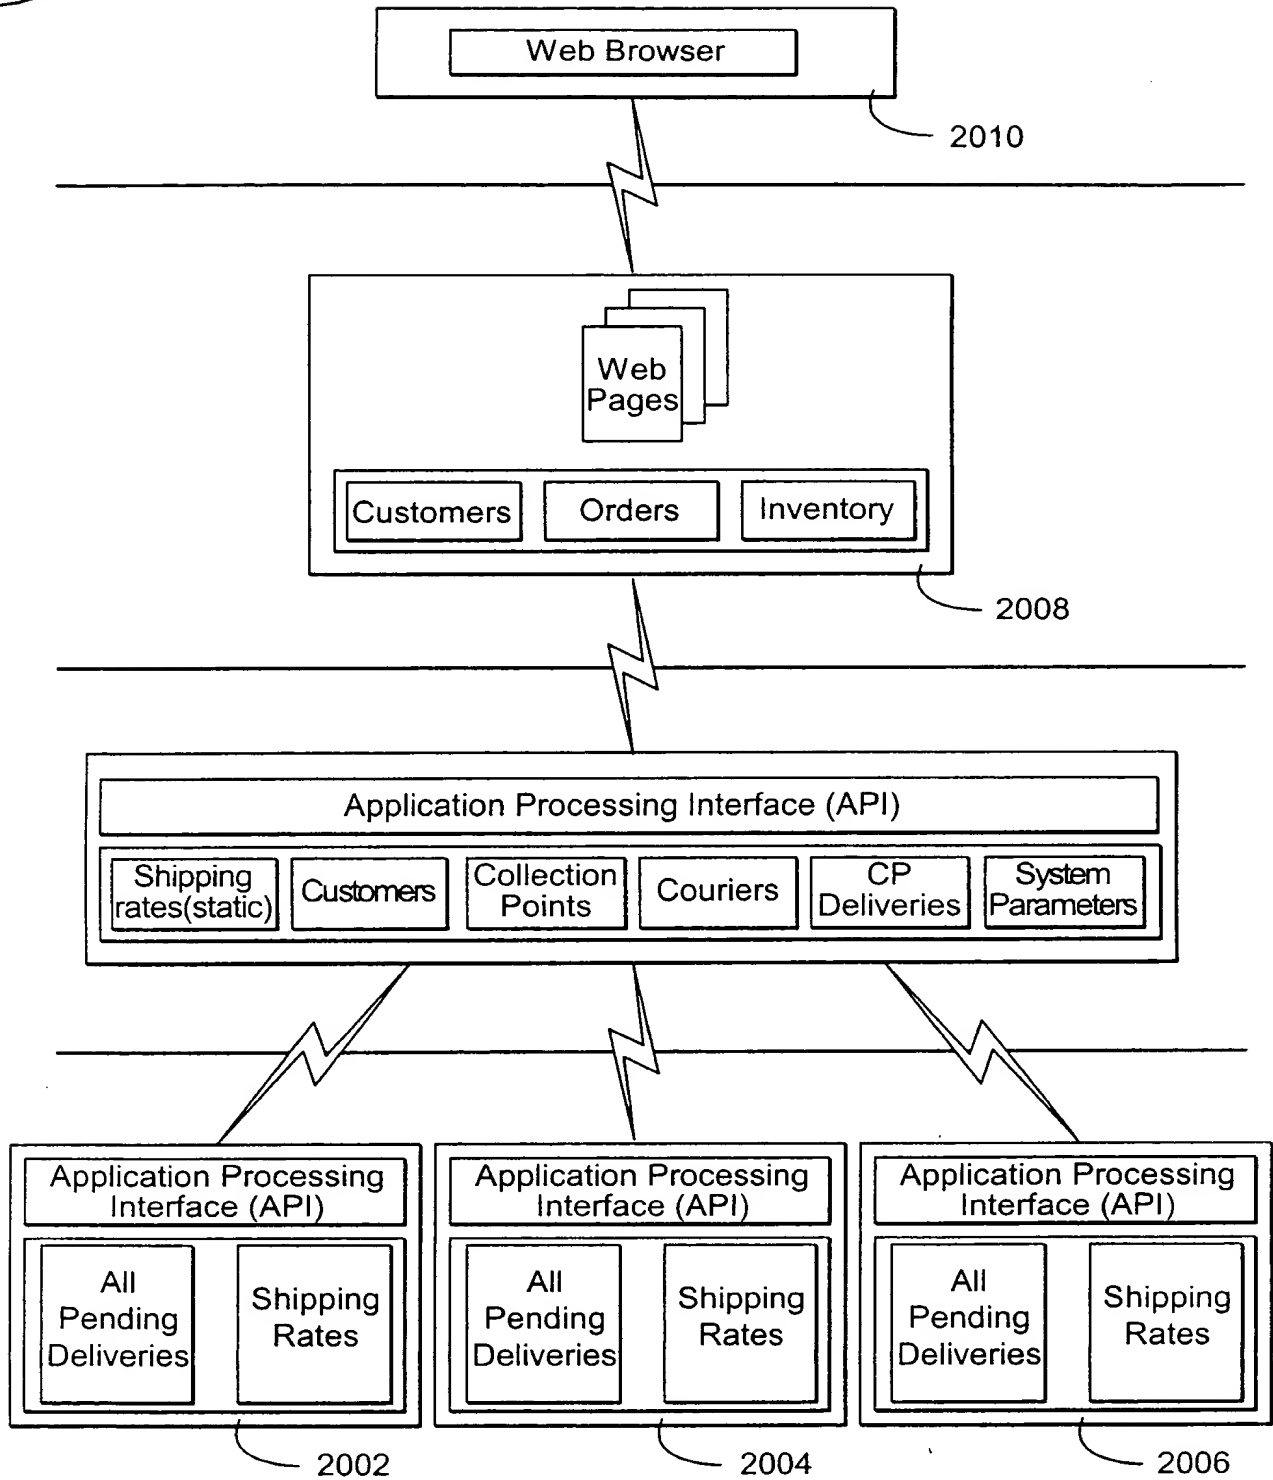 Web Browser
2010
Web
Pages
Customers
Orders
Inventory
2008
Application Processing Interface (API)
Shipping
rates(static)
Customers
Collection
Points
Couriers
CP
Deliveries
System
Parameters
Application Processing
Interface (API)
All
Pending
Deliveries
Shipping
Rates
2002
Application Processing
Interface (API)
All
Pending
Deliveries
Shipping
Rates
2004
Application Processing
Interface (API)
All
Pending
Deliveries
Shipping
Rates
2006